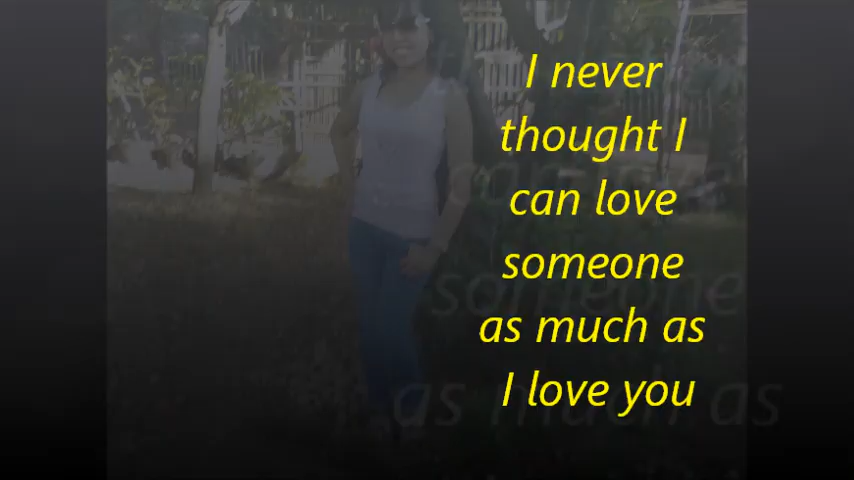 I never
thought I
can love
someone
as much as
I love you